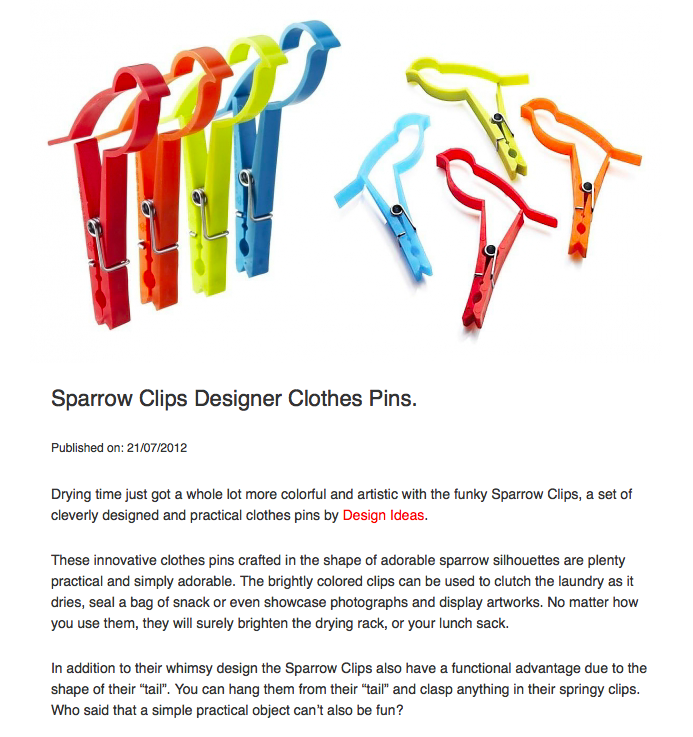 Sparrow Clips Designer Clothes Pins.
Published on: 21/07/2012
Drying time just got a whole lot more colorful and artistic with the funky Sparrow Clips, a set of
cleverly designed and practical clothes pins by Design Ideas.
These innovative clothes pins crafted in the shape of adorable sparrow silhouettes are plenty
practical and simply adorable. The brightly colored clips can be used to clutch the laundry as it
dries, seal a bag of snack or even showcase photographs and display artworks. No matter how
you use them, they will surely brighten the drying rack, or your lunch sack.
In addition to their whimsy design the Sparrow Clips also have a functional advantage due to the
shape of their “tail”. You can hang them from their “tail” and clasp anything in their springy clips.
Who said that a simple practical object can’t also be fun?